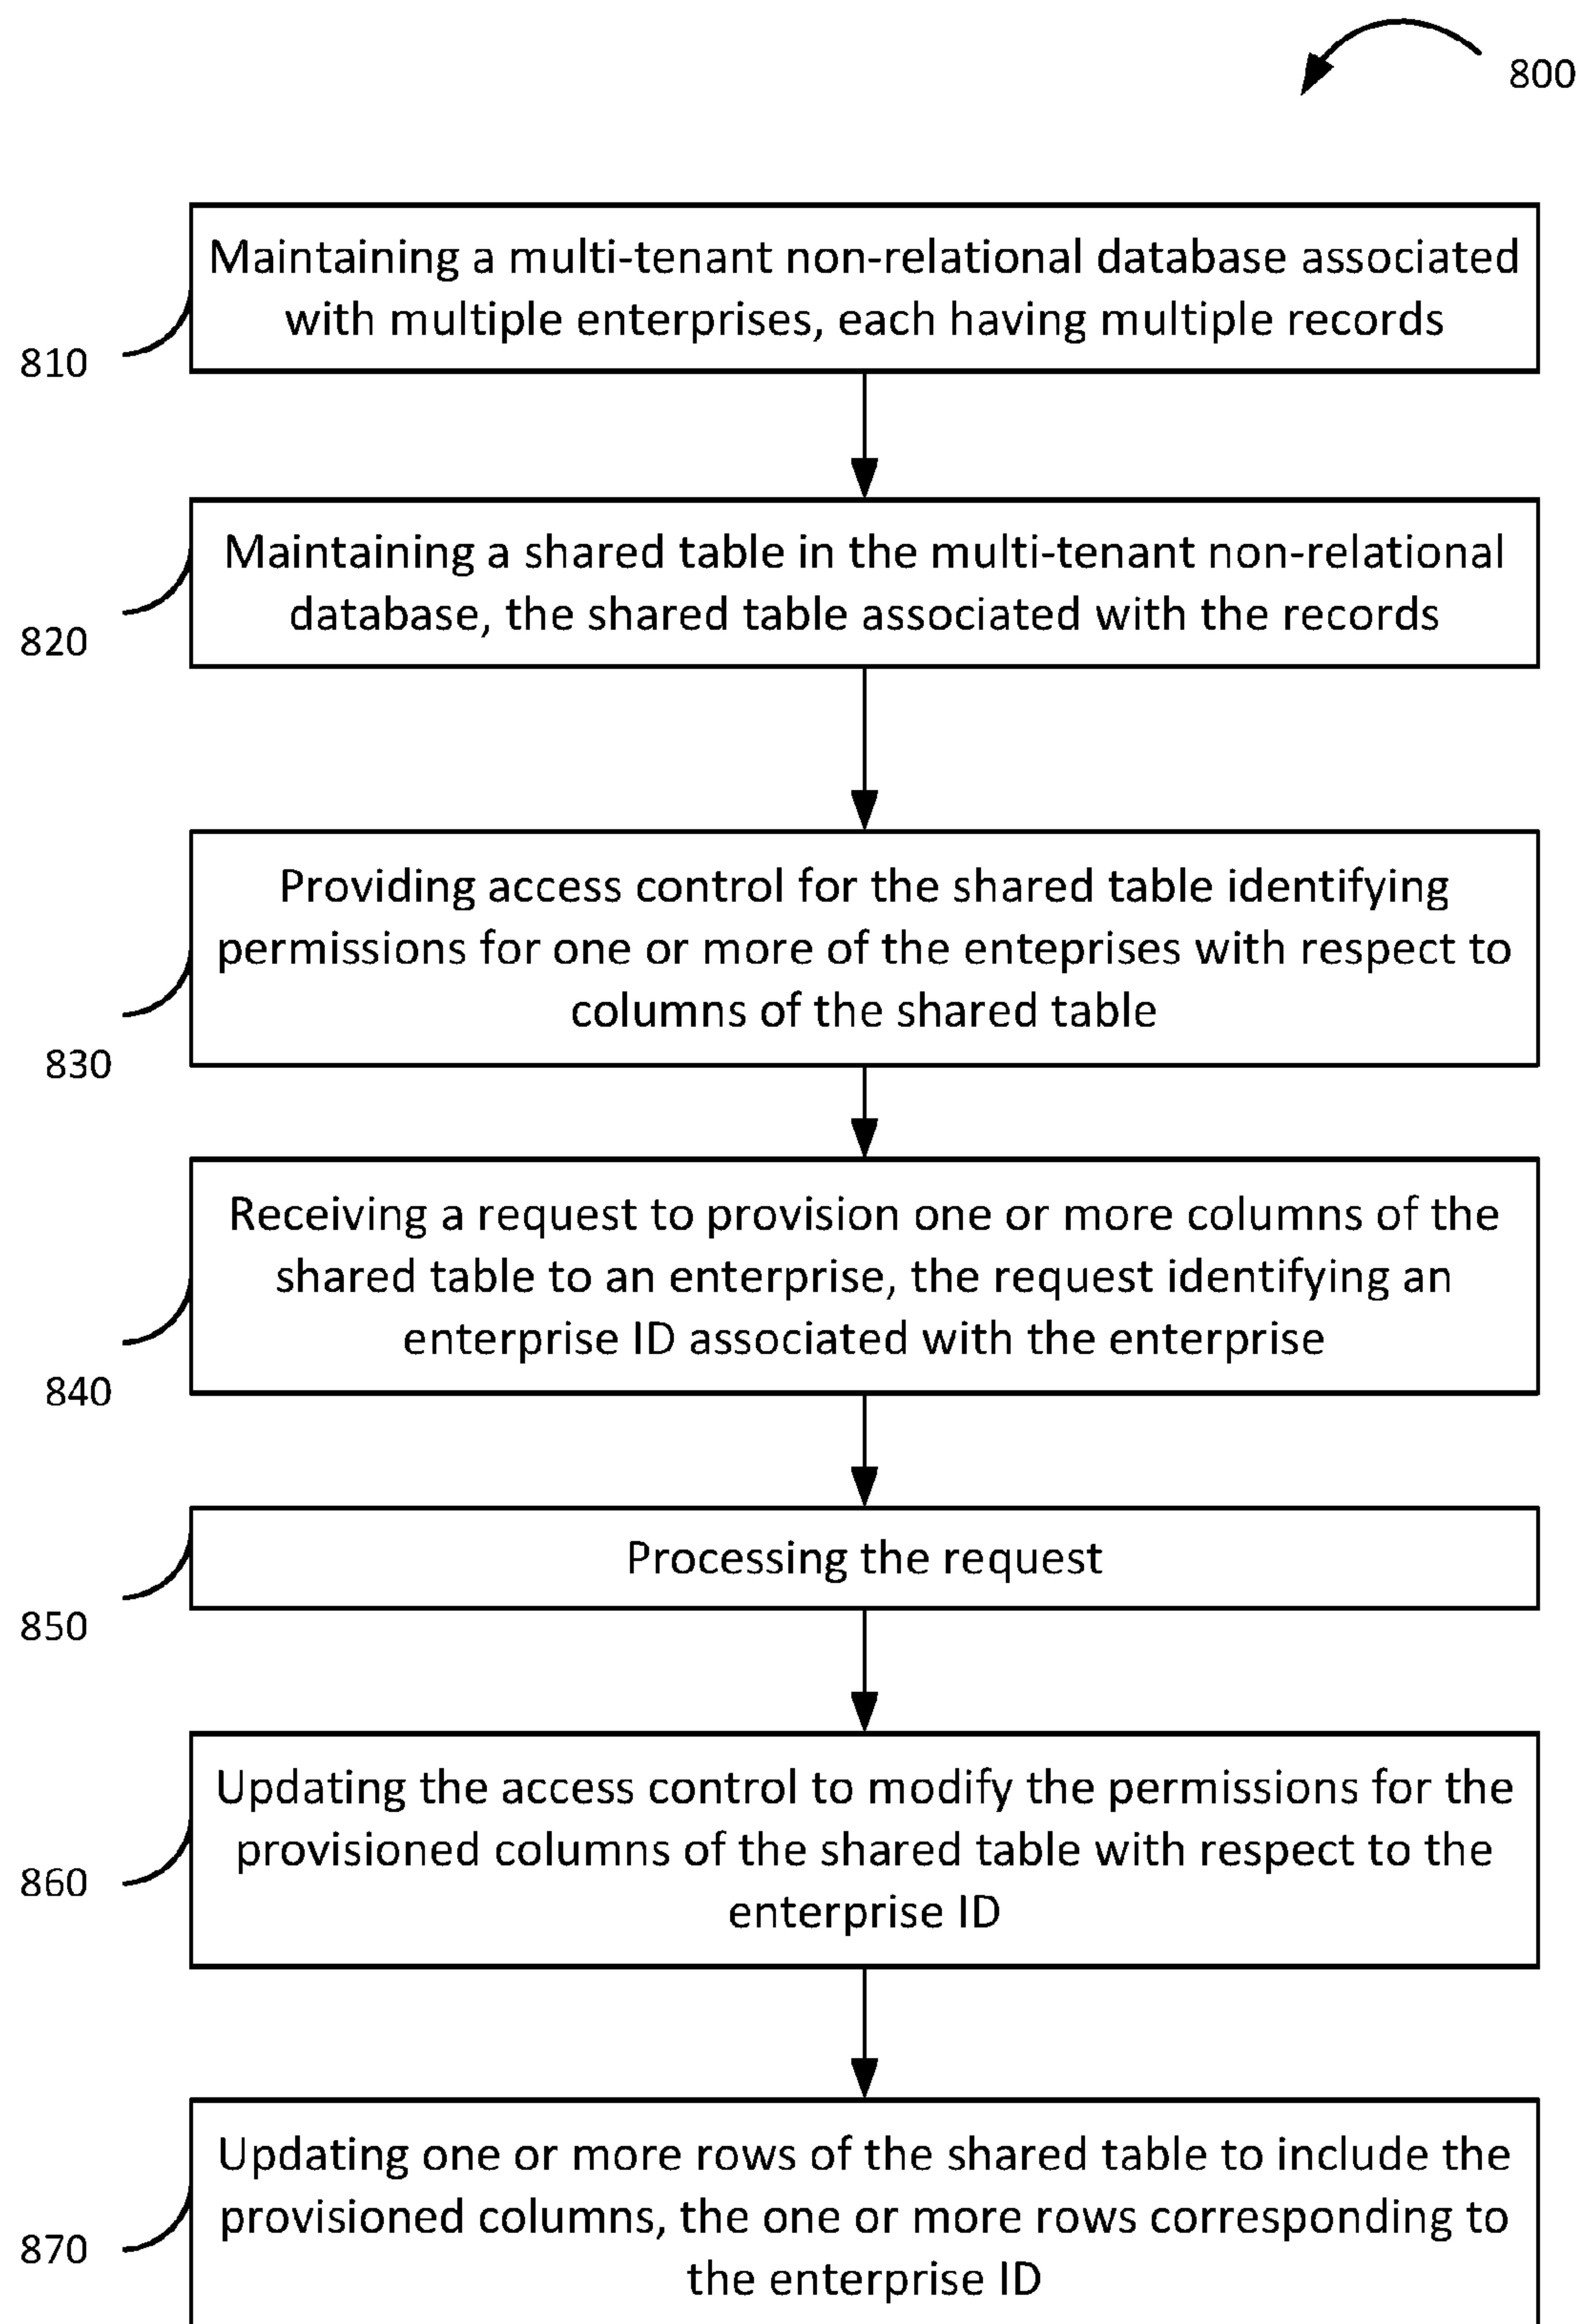 800
Maintaining a multi-tenant non-relational database associated
with multiple enterprises, each having multiple records
810
Maintaining a shared table in the multi-tenant non-relational
database, the shared table associated with the records
820
Providing access control for the shared table identifying
permissions for one or more of the enteprises with respect to
columns of the shared table
830
Receiving a request to provision one or more columns of the
shared table to an enterprise, the request identifying an
enterprise ID associated with the enterprise
840
Processing the request
850
Updating the access control to modify the permissions for the
provisioned columns of the shared table with respect to the
enterprise ID
860
Updating one or more rows of the shared table to include the
provisioned columns, the one or more rows corresponding to
the enterprise ID
870